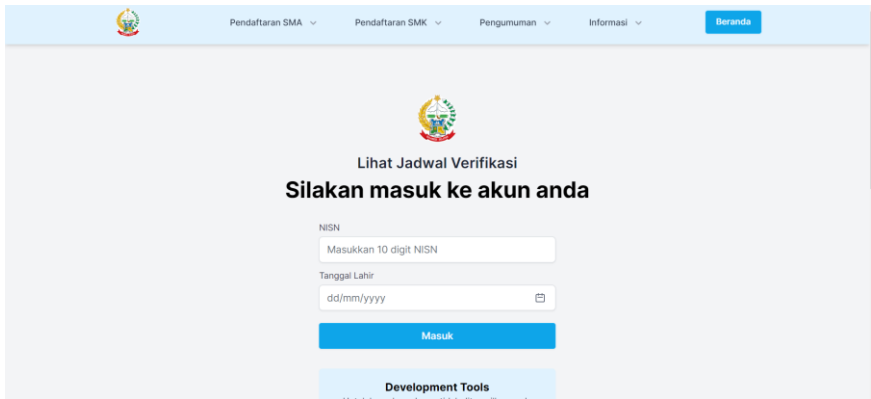 Pendaftaran SMA
Pendaftaran SMK
Pengumuman
Informasi
Beranda
Lihat Jadwal Verifikasi
Silakan masuk ke akun anda
NISN
Masukkan 10 digit NISN
Tanggal Lahir
dd/mm/yyyy
Masuk
Development Tools